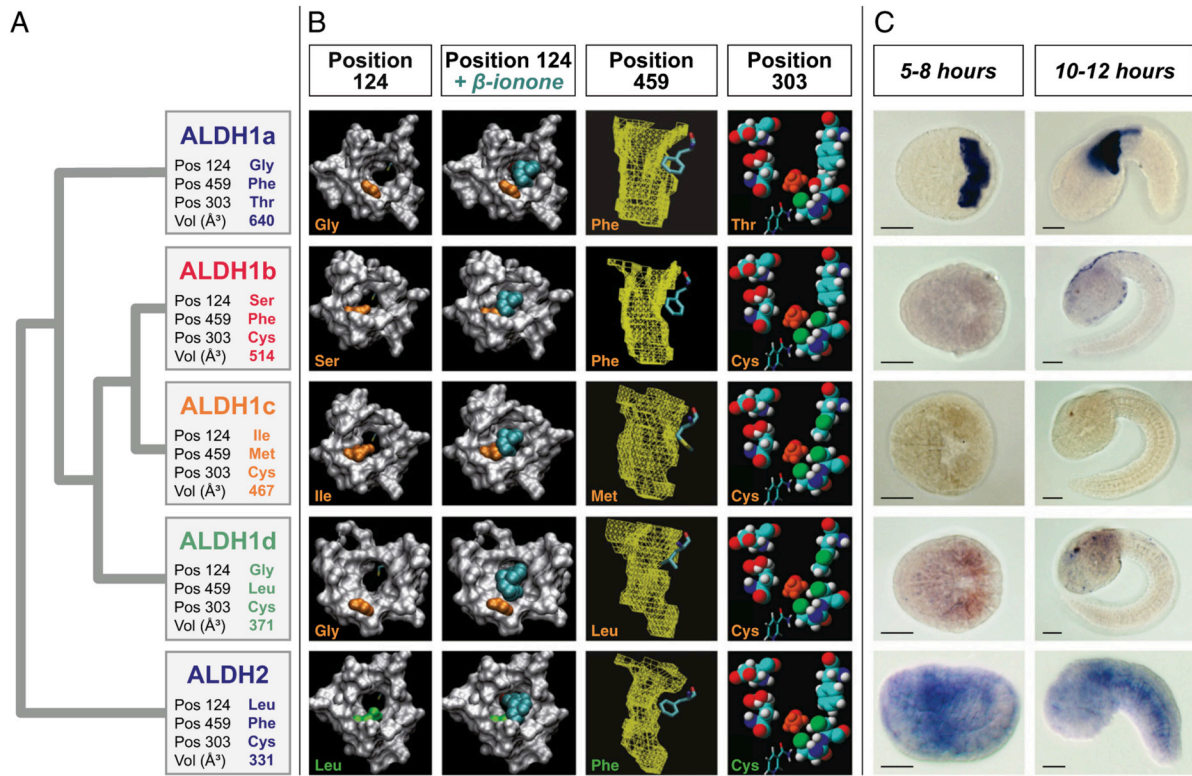 A
B
C
Position 124
Position 124 + β-ionone
Position 459
Position 303
5-8 hours
10-12 hours
ALDH1a
Pos 124 Gly
Pos 459 Phe
Pos 303 Thr
Vol (Å³) 640
Gly
Phe
Thr
ALDH1b
Pos 124 Ser
Pos 459 Phe
Pos 303 Cys
Vol (Å³) 514
Ser
Phe
Cys
ALDH1c
Pos 124 Ile
Pos 459 Met
Pos 303 Cys
Vol (Å³) 467
Ile
Met
Cys
ALDH1d
Pos 124 Gly
Pos 459 Leu
Pos 303 Cys
Vol (Å³) 371
Gly
Leu
Cys
ALDH2
Pos 124 Leu
Pos 459 Phe
Pos 303 Cys
Vol (Å³) 331
Leu
Phe
Cys